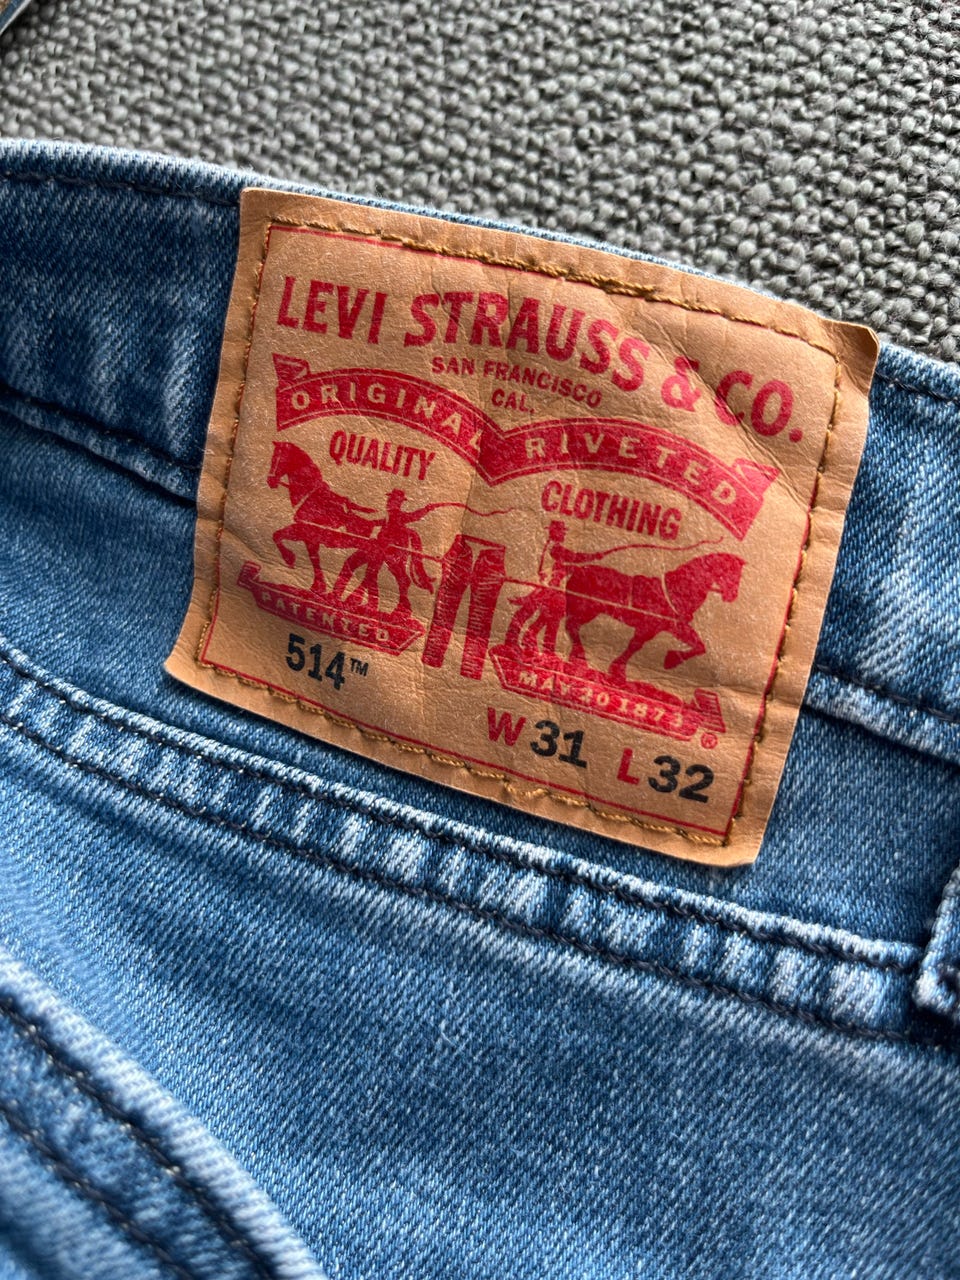 LEVI STRAUSS & CO.
SAN FRANCISCO
CAL.
ORIGINAL RIVETED
QUALITY
CLOTHING
PATENTED
MAY 20 1873
514™
®
W 31 L 32